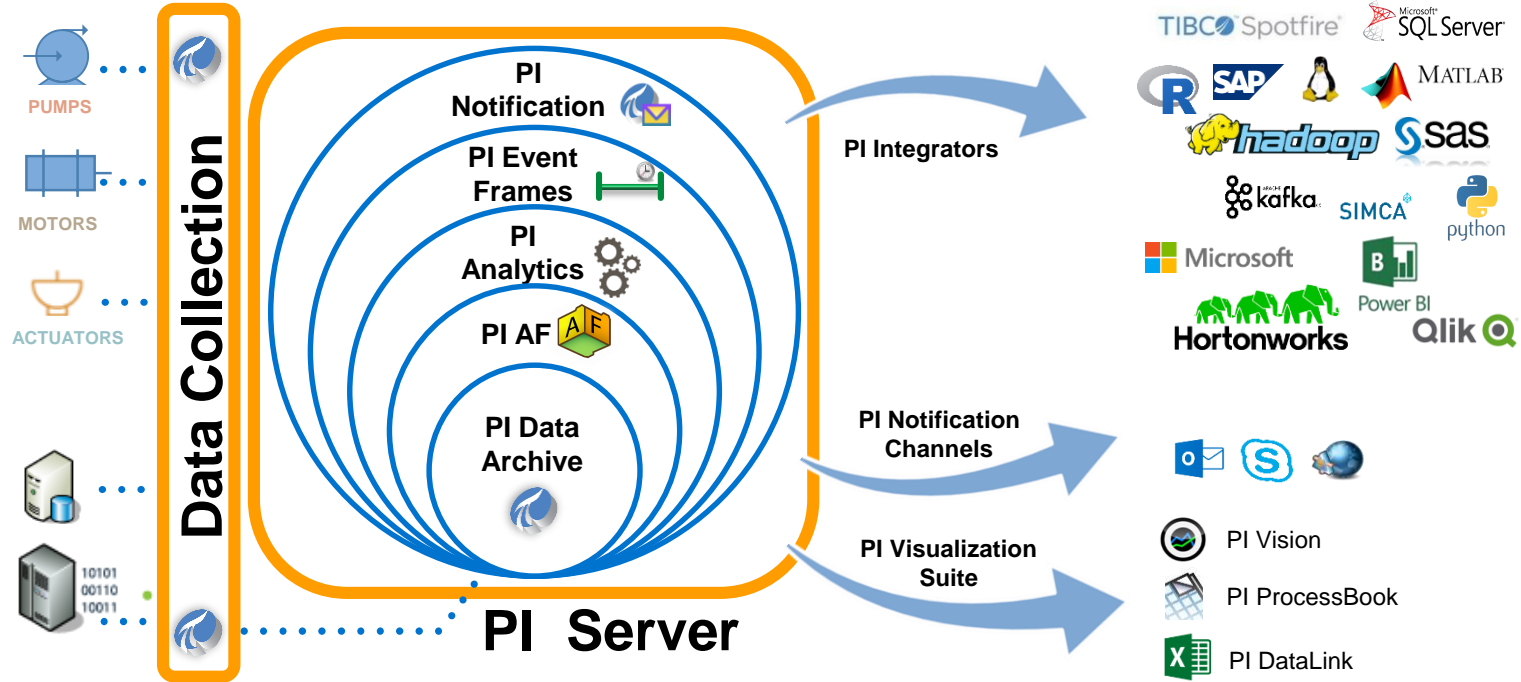 PUMPS
MOTORS
ACTUATORS
10101
00110
10011
Data Collection
PI
Notification
PI Event
Frames
PI
Analytics
PI AF
A F
PI Data
Archive
PI Server
PI Integrators
PI Notification
Channels
PI Visualization
Suite
TIBCO Spotfire®
Microsoft®
SQL Server®
R
SAP
MATLAB
hadoop
sas
APACHE
kafka
SIMCA
python
Microsoft
B
Power BI
Hortonworks
Qlik
O
S
PI Vision
PI ProcessBook
X
PI DataLink